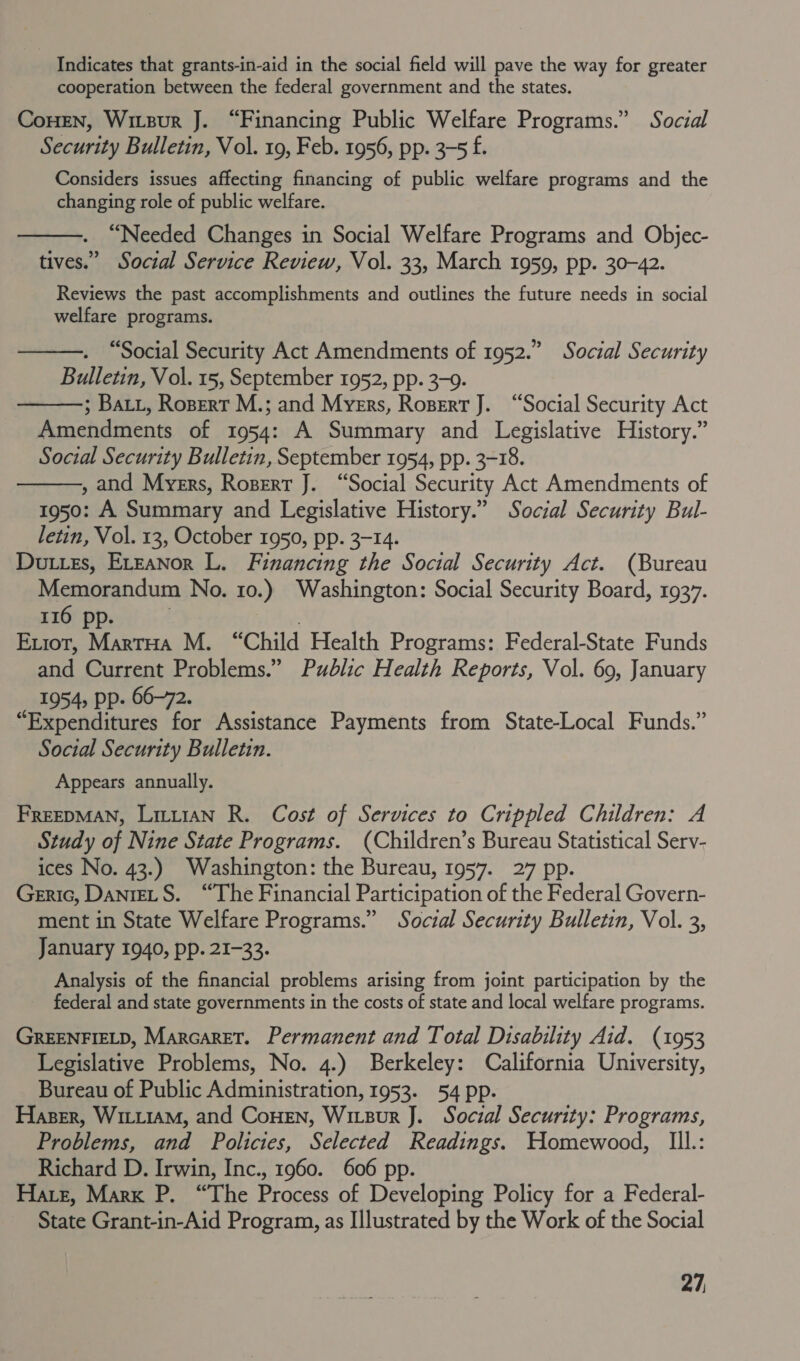 Indicates that grants-in-aid in the social field will pave the way for greater
cooperation between the federal government and the states.
Cohen, Wilbur J. “Financing Public Welfare Programs.” Social
Security Bulletin, Vol. 19, Feb. 1956, pp. 3–5 f.
Considers issues affecting financing of public welfare programs and the
changing role of public welfare.
———. “Needed Changes in Social Welfare Programs and Objec-
tives.” Social Service Review, Vol. 33, March 1959, pp. 30–42.
Reviews the past accomplishments and outlines the future needs in social
welfare programs.
———. “Social Security Act Amendments of 1952.” Social Security
Bulletin, Vol. 15, September 1952, pp. 3–9.
———; Ball, Robert M.; and Myers, Robert J. “Social Security Act
Amendments of 1954: A Summary and Legislative History.”
Social Security Bulletin, September 1954, pp. 3–18.
———, and Myers, Robert J. “Social Security Act Amendments of
1950: A Summary and Legislative History.” Social Security Bul-
letin, Vol. 13, October 1950, pp. 3–14.
Dulles, Eleanor L. Financing the Social Security Act. (Bureau
Memorandum No. 10.) Washington: Social Security Board, 1937.
116 pp.
Eliot, Martha M. “Child Health Programs: Federal-State Funds
and Current Problems.” Public Health Reports, Vol. 69, January
1954, pp. 66–72.
“Expenditures for Assistance Payments from State-Local Funds.”
Social Security Bulletin.
Appears annually.
Freedman, Lillian R. Cost of Services to Crippled Children: A
Study of Nine State Programs. (Children’s Bureau Statistical Serv-
ices No. 43.) Washington: the Bureau, 1957. 27 pp.
Gerig, Daniel S. “The Financial Participation of the Federal Govern-
ment in State Welfare Programs.” Social Security Bulletin, Vol. 3,
January 1940, pp. 21–33.
Analysis of the financial problems arising from joint participation by the
federal and state governments in the costs of state and local welfare programs.
Greenfield, Margaret. Permanent and Total Disability Aid. (1953
Legislative Problems, No. 4.) Berkeley: California University,
Bureau of Public Administration, 1953. 54 pp.
Haber, William, and Cohen, Wilbur J. Social Security: Programs,
Problems, and Policies, Selected Readings. Homewood, Ill.:
Richard D. Irwin, Inc., 1960. 606 pp.
Hale, Mark P. “The Process of Developing Policy for a Federal-
State Grant-in-Aid Program, as Illustrated by the Work of the Social
27